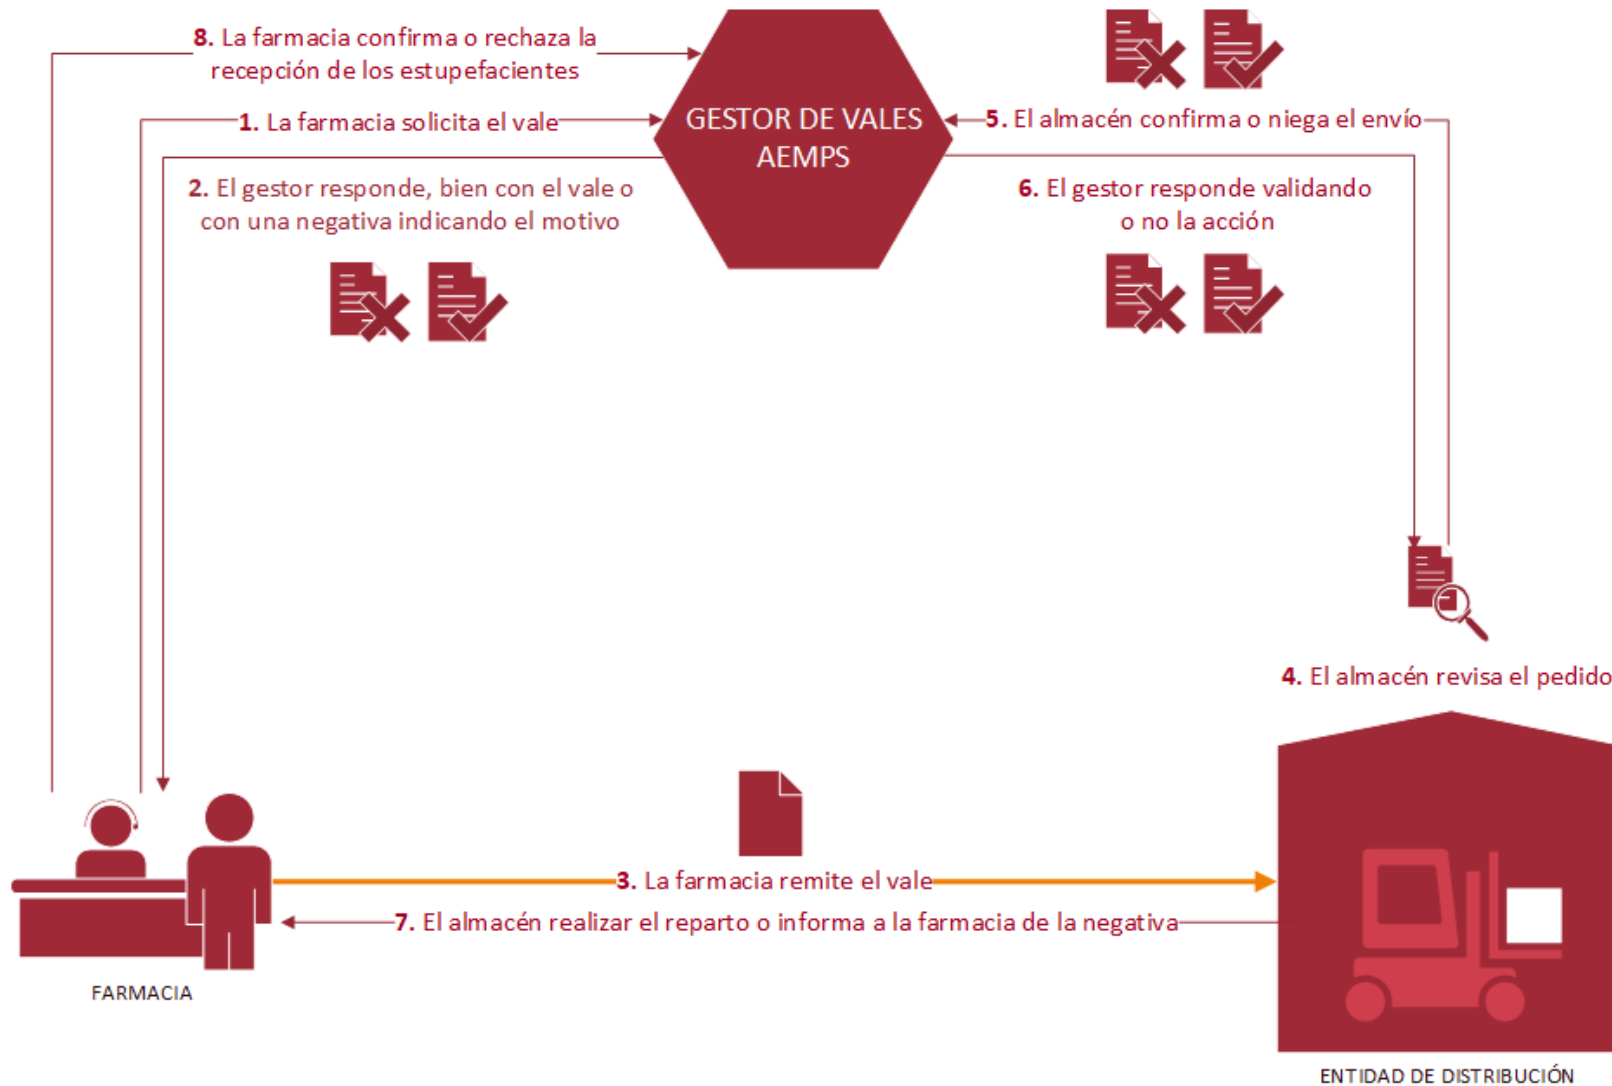 8. La farmacia confirma o rechaza la
recepción de los estupefacientes
1. La farmacia solicita el vale
2. El gestor responde, bien con el vale o
con una negativa indicando el motivo
GESTOR DE VALES
AEMPS
5. El almacén confirma o niega el envío
6. El gestor responde validando
o no la acción
4. El almacén revisa el pedido
3. La farmacia remite el vale
7. El almacén realizar el reparto o informa a la farmacia de la negativa
FARMACIA
ENTIDAD DE DISTRIBUCIÓN